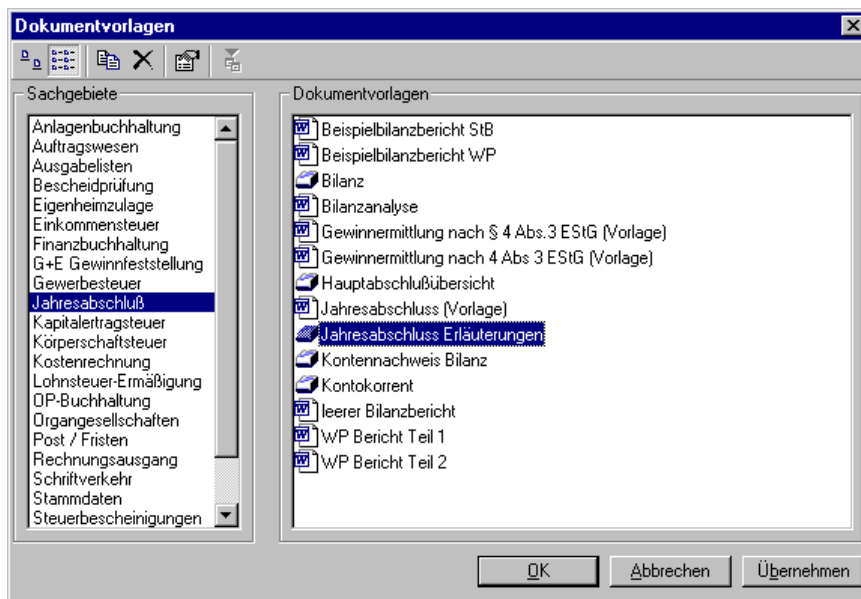 Dokumentvorlagen
Sachgebiete
Anlagenbuchhaltung
Auftragswesen
Ausgabelisten
Bescheidprüfung
Eigenheimzulage
Einkommensteuer
Finanzbuchhaltung
G+E Gewinnfeststellung
Gewerbesteuer
Jahresabschluß
Kapitalertragsteuer
Körperschaftsteuer
Kostenrechnung
Lohnsteuer-Ermäßigung
OP-Buchhaltung
Organgesellschaften
Post / Fristen
Rechnungsausgang
Schriftverkehr
Stammdaten
Steuerbescheinigungen
Dokumentvorlagen
Beispielbilanzbericht StB
Beispielbilanzbericht WP
Bilanz
Bilanzanalyse
Gewinnermittlung nach § 4 Abs.3 EStG (Vorlage)
Gewinnermittlung nach 4 Abs 3 EStG (Vorlage)
Hauptabschlußübersicht
Jahresabschluss (Vorlage)
Jahresabschluss Erläuterungen
Kontennachweis Bilanz
Kontokorrent
leerer Bilanzbericht
WP Bericht Teil 1
WP Bericht Teil 2
OK
Abbrechen
Übernehmen